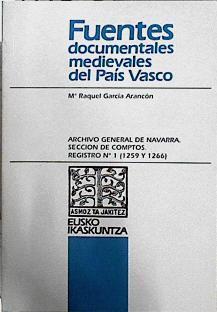 Fuentes
documentales
medievales
del País Vasco
Mª Raquel García Arancón
ARCHIVO GENERAL DE NAVARRA.
SECCION DE COMPTOS.
REGISTRO Nº 1 (1259 Y 1266)
ASMOZ TA JAKITEZ
EUSKO
IKASKUNTZA